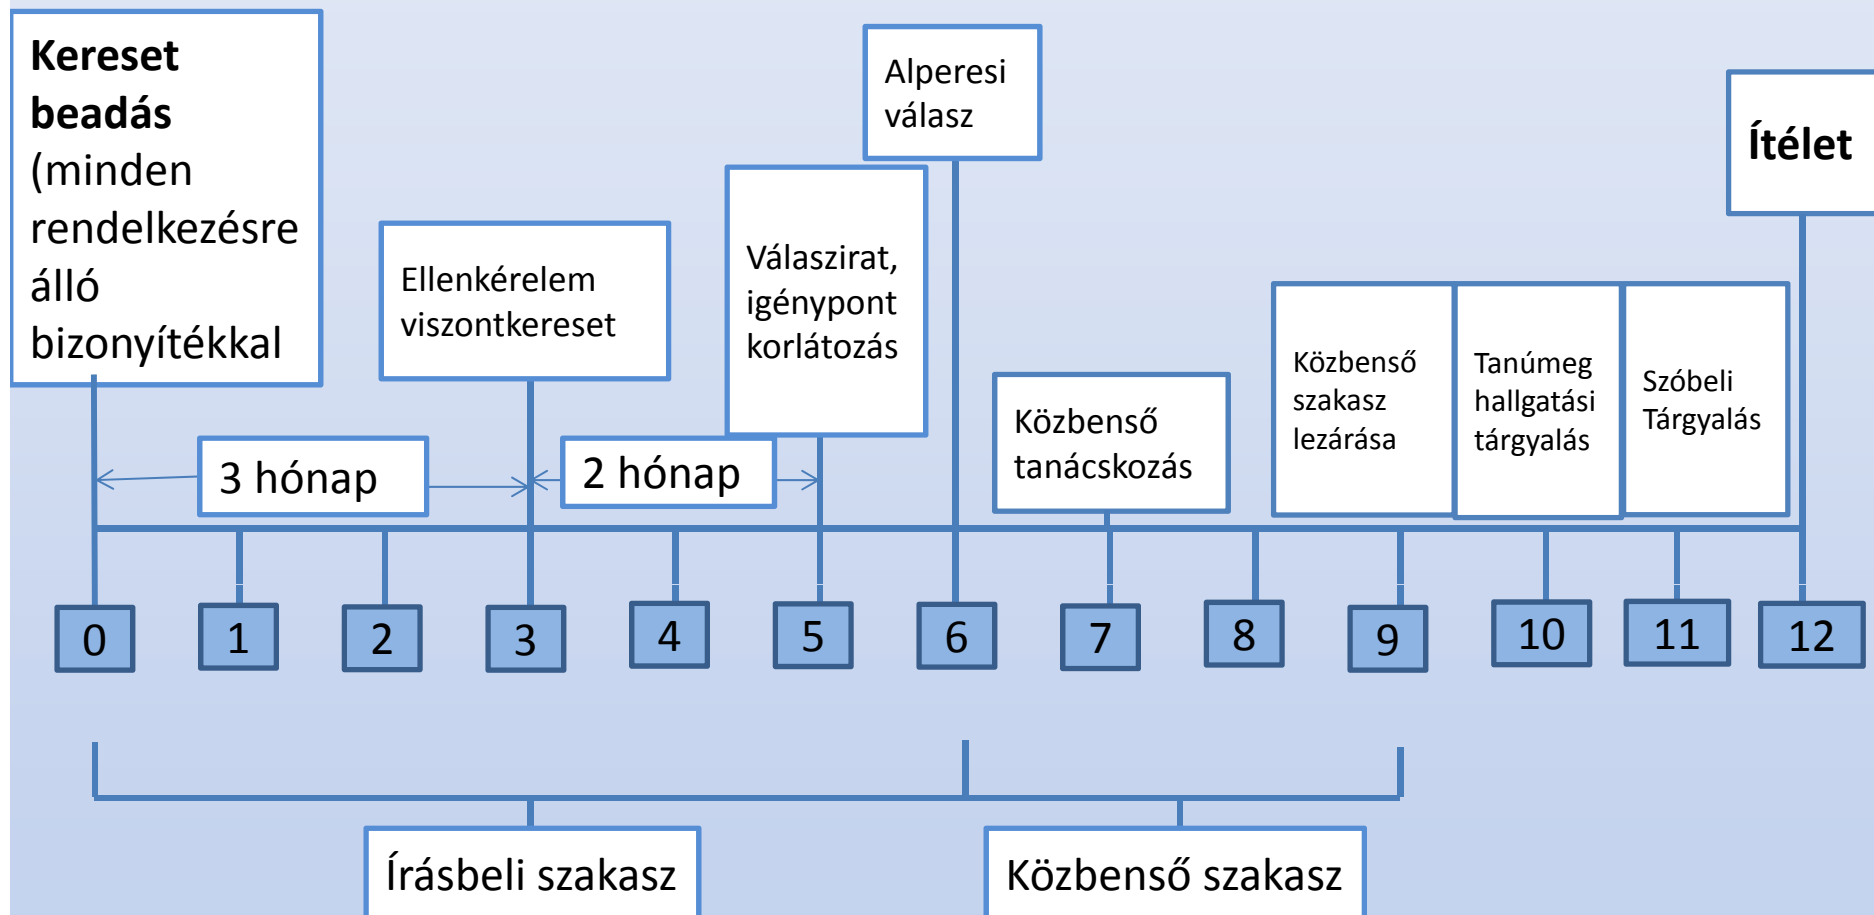 Kereset
beadás
(minden
rendelkezésre
álló
bizonyítékkal
Ellenkérelem
viszontkereset
Válaszirat,
igénypont
korlátozás
Alperesi
válasz
Közbenső
tanácskozás
Közbenső
szakasz
lezárása
Tanúmeg
hallgatási
tárgyalás
Szóbeli
Tárgyalás
Ítélet
3 hónap
2 hónap
0
1
2
3
4
5
6
7
8
9
10
11
12
Írásbeli szakasz
Közbenső szakasz